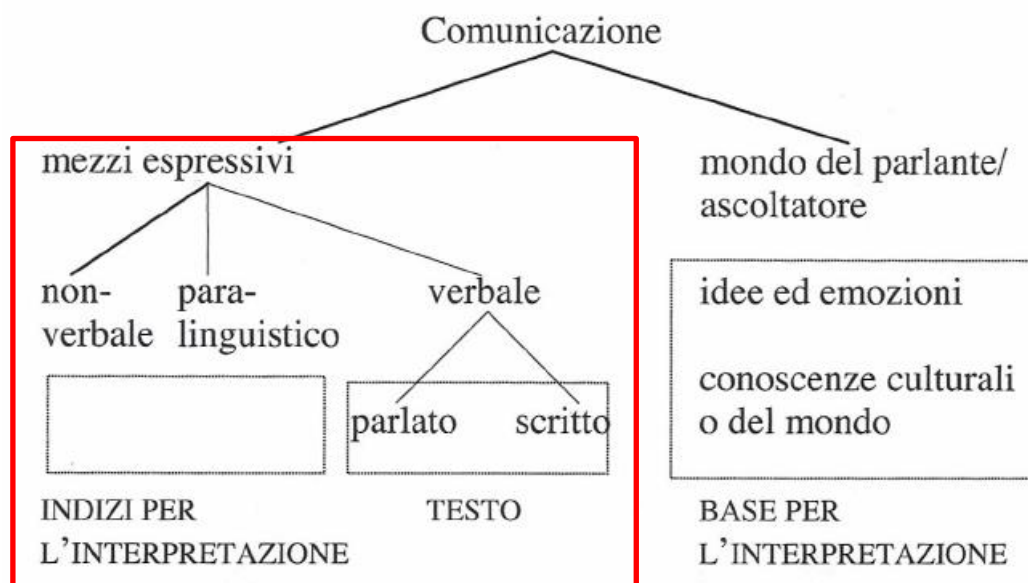 Comunicazione
mezzi espressivi
mondo del parlante/
ascoltatore
non-
verbale
para-
linguistico
verbale
parlato
scritto
idee ed emozioni
conoscenze culturali
o del mondo
INDIZI PER
L'INTERPRETAZIONE
TESTO
BASE PER
L'INTERPRETAZIONE